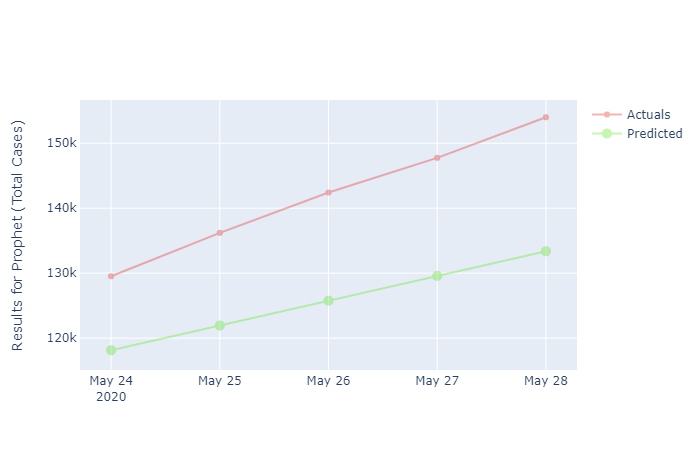 Results for Prophet (Total Cases)
150k
140k
130k
120k
May 24
2020
May 25
May 26
May 27
May 28
Actuals
Predicted